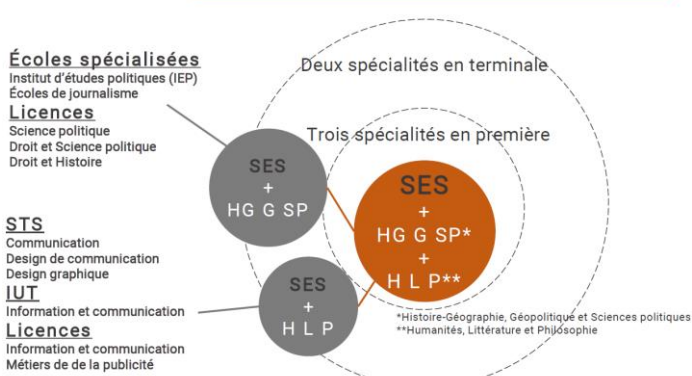 Écoles spécialisées
Institut d'études politiques (IEP)
Écoles de journalisme
Licences
Science politique
Droit et Science politique
Droit et Histoire
STS
Communication
Design de communication
Design graphique
IUT
Information et communication
Licences
Information et communication
Métiers de de la publicité
Deux spécialités en terminale
Trois spécialités en première
SES
+
HG G SP
SES
+
H L P
SES
+
HG G SP*
+
H L P**
*Histoire-Géographie, Géopolitique et Sciences politiques
**Humanités, Littérature et Philosophie